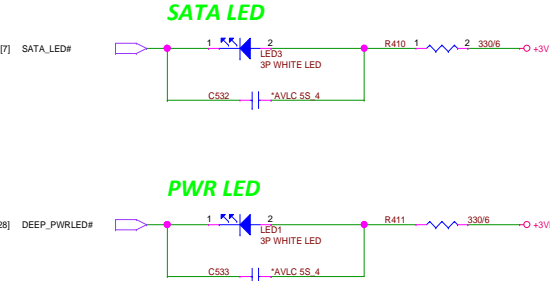 SATA LED
[7] SATA_LED#
1 2
LED3
3P WHITE LED
R410 1 2 330/6
+3V
C532 *AVLC 5S_4
PWR LED
28] DEEP_PWRLED#
1 2
LED1
3P WHITE LED
R411 330/6
C533 *AVLC 5S_4